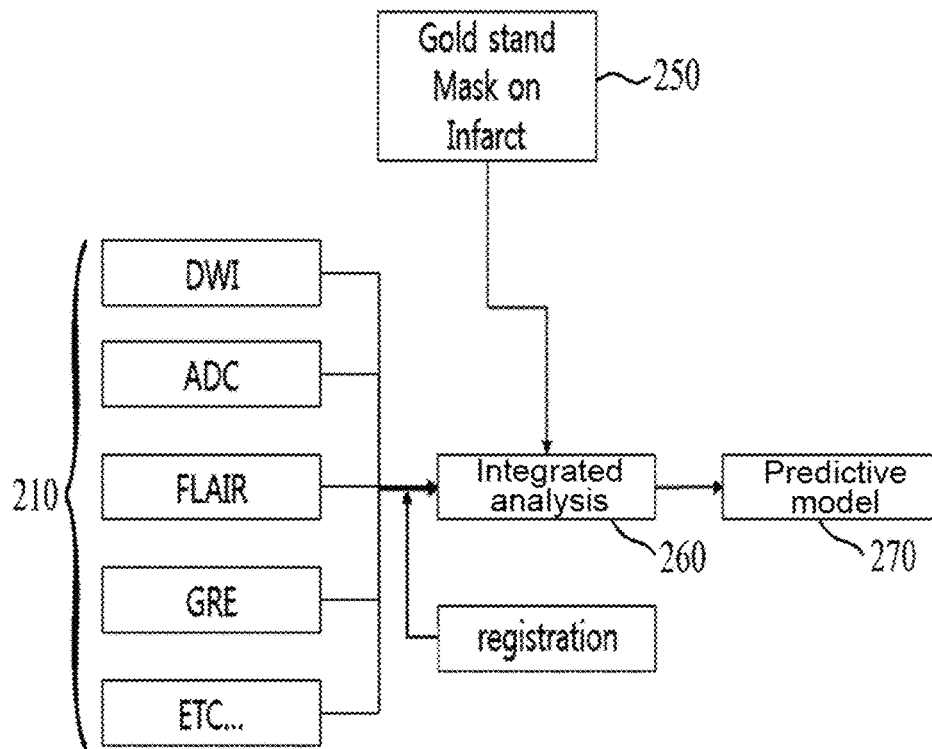 Gold stand
Mask on
Infarct
250
DWI
ADC
FLAIR
GRE
ETC...
210
Integrated
analysis
260
Predictive
model
270
registration